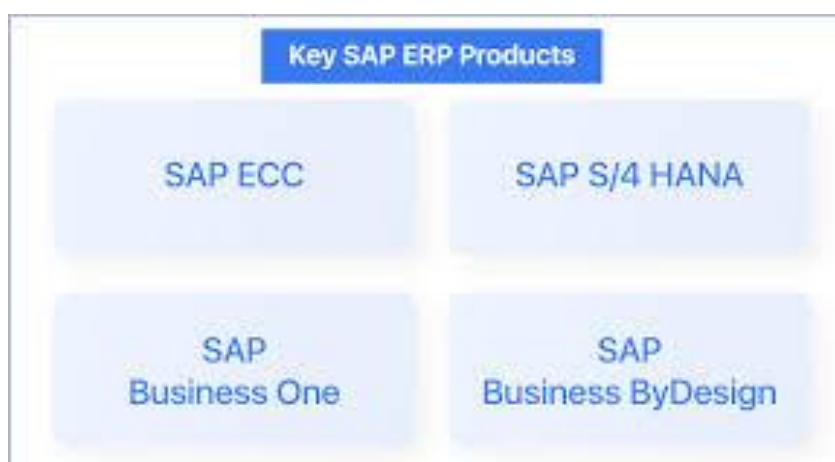 Key SAP ERP Products
SAP ECC
SAP S/4 HANA
SAP
Business One
SAP
Business ByDesign